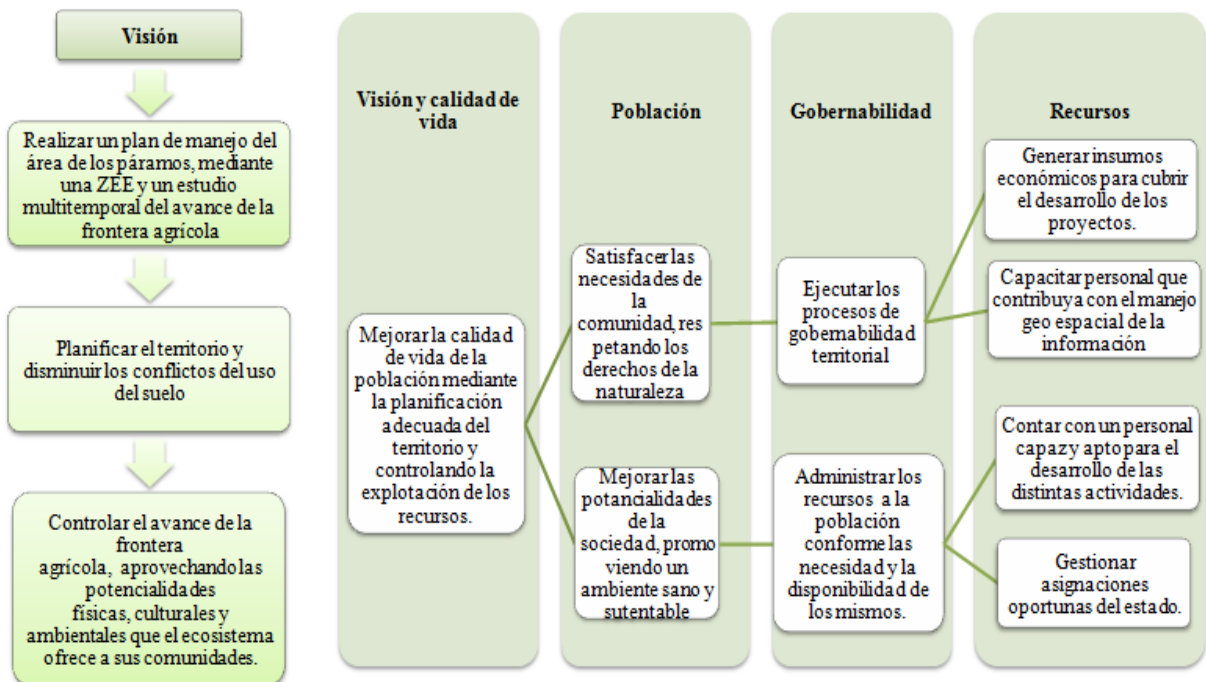 Visión
Realizar un plan de manejo del
área de los páramos, mediante
una ZEE y un estudio
multitemporal del avance de la
frontera agrícola
Planificar el territorio y
disminuir los conflictos del uso
del suelo
Controlar el avance de la
frontera
agrícola, aprovechando las
potencialidades
físicas, culturales y
ambientales que el ecosistema
ofrece a sus comunidades.
Visión y calidad de
vida
Mejorar la calidad
de vida de la
población mediante
la planificación
adecuada del
territorio y
controlando la
explotación de los
recursos.
Población
Satisfacer las
necesidades de
la
comunidad, res
petando los
derechos de la
naturaleza
Mejorar las
potancialidades
de la
sociedad, promo
viendo un
ambiente sano y
sutentable
Gobernabilidad
Ejecutar los
procesos de
gobernabilidad
territorial
Administrar los
recursos a la
población
conforme las
necesidad y la
disponibilidad de
los mismos.
Recursos
Generar insumos
económicos para cubrir
el desarrollo de los
proyectos.
Capacitar personal que
contribuya con el manejo
geo espacial de la
información
Contar con un personal
capaz y apto para el
desarrollo de las
distintas actividades.
Gestionar
asignaciones
oportunas del estado.